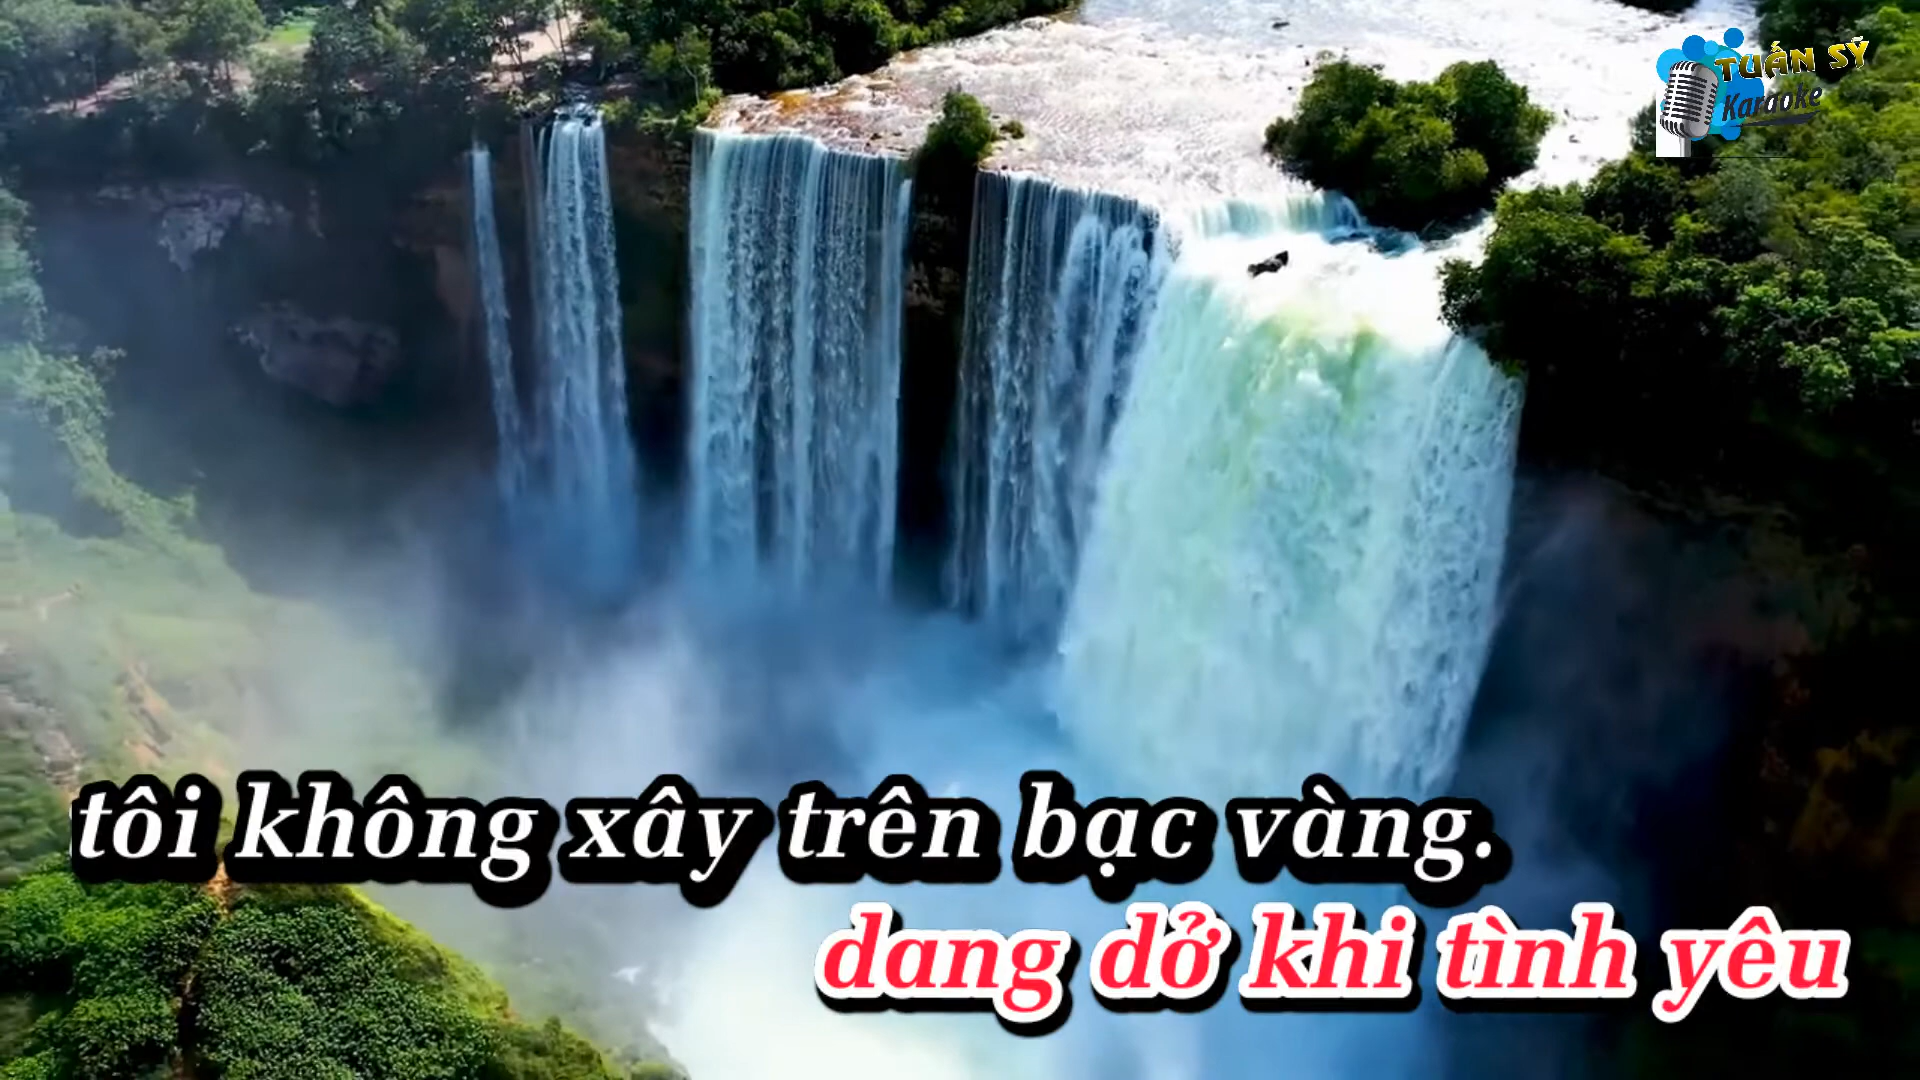 TUẤN SỸ
Karaoke
tôi không xây trên bạc vàng.
dang dở khi tình yêu